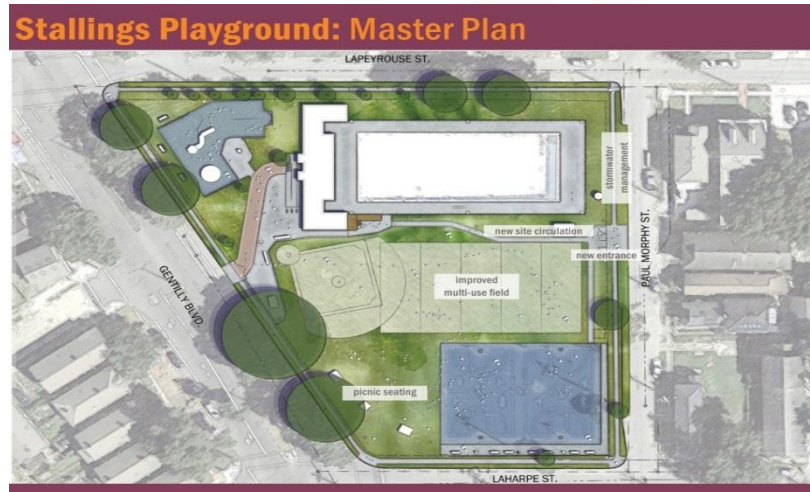 Stallings Playground: Master Plan
LAPEYROUSE ST.
stormwater
management
PAUL MORPHY ST.
new site circulation
new entrance
GENTILLY BLVD.
improved
multi-use field
picnic seating
LAHARPE ST.